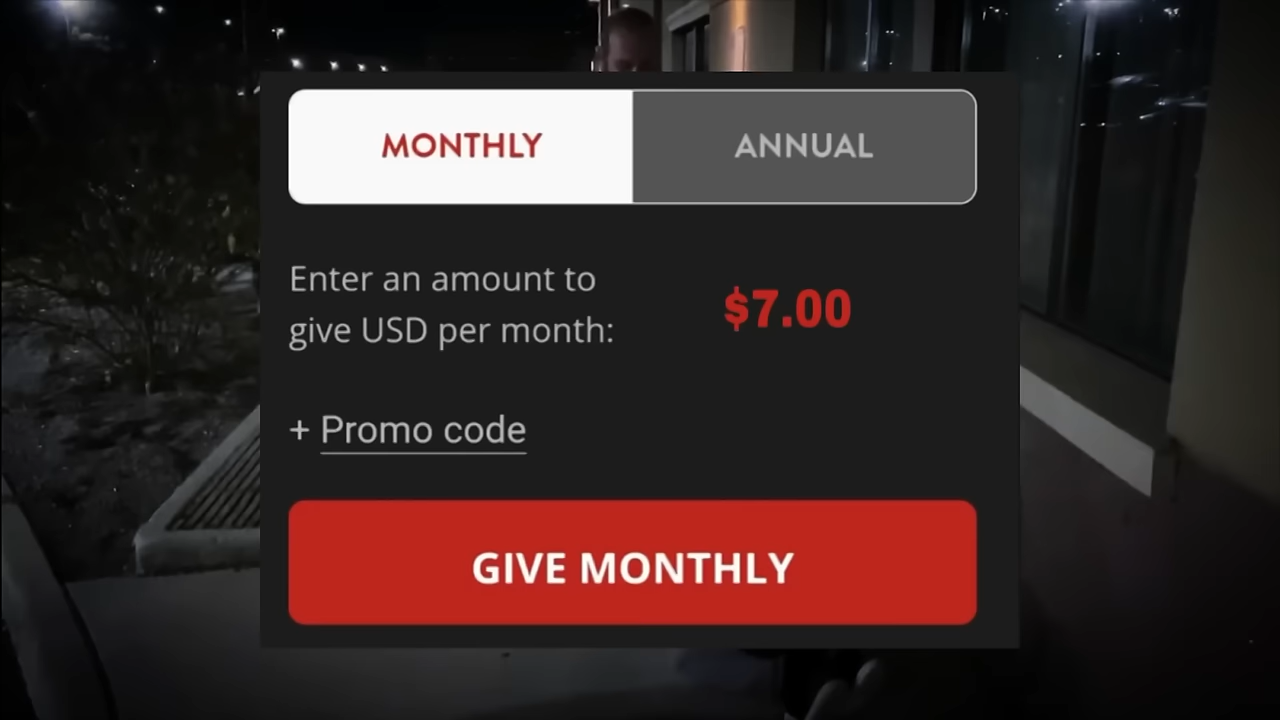 MONTHLY ANNUAL
Enter an amount to
give USD per month:
$7.00
+ Promo code
GIVE MONTHLY